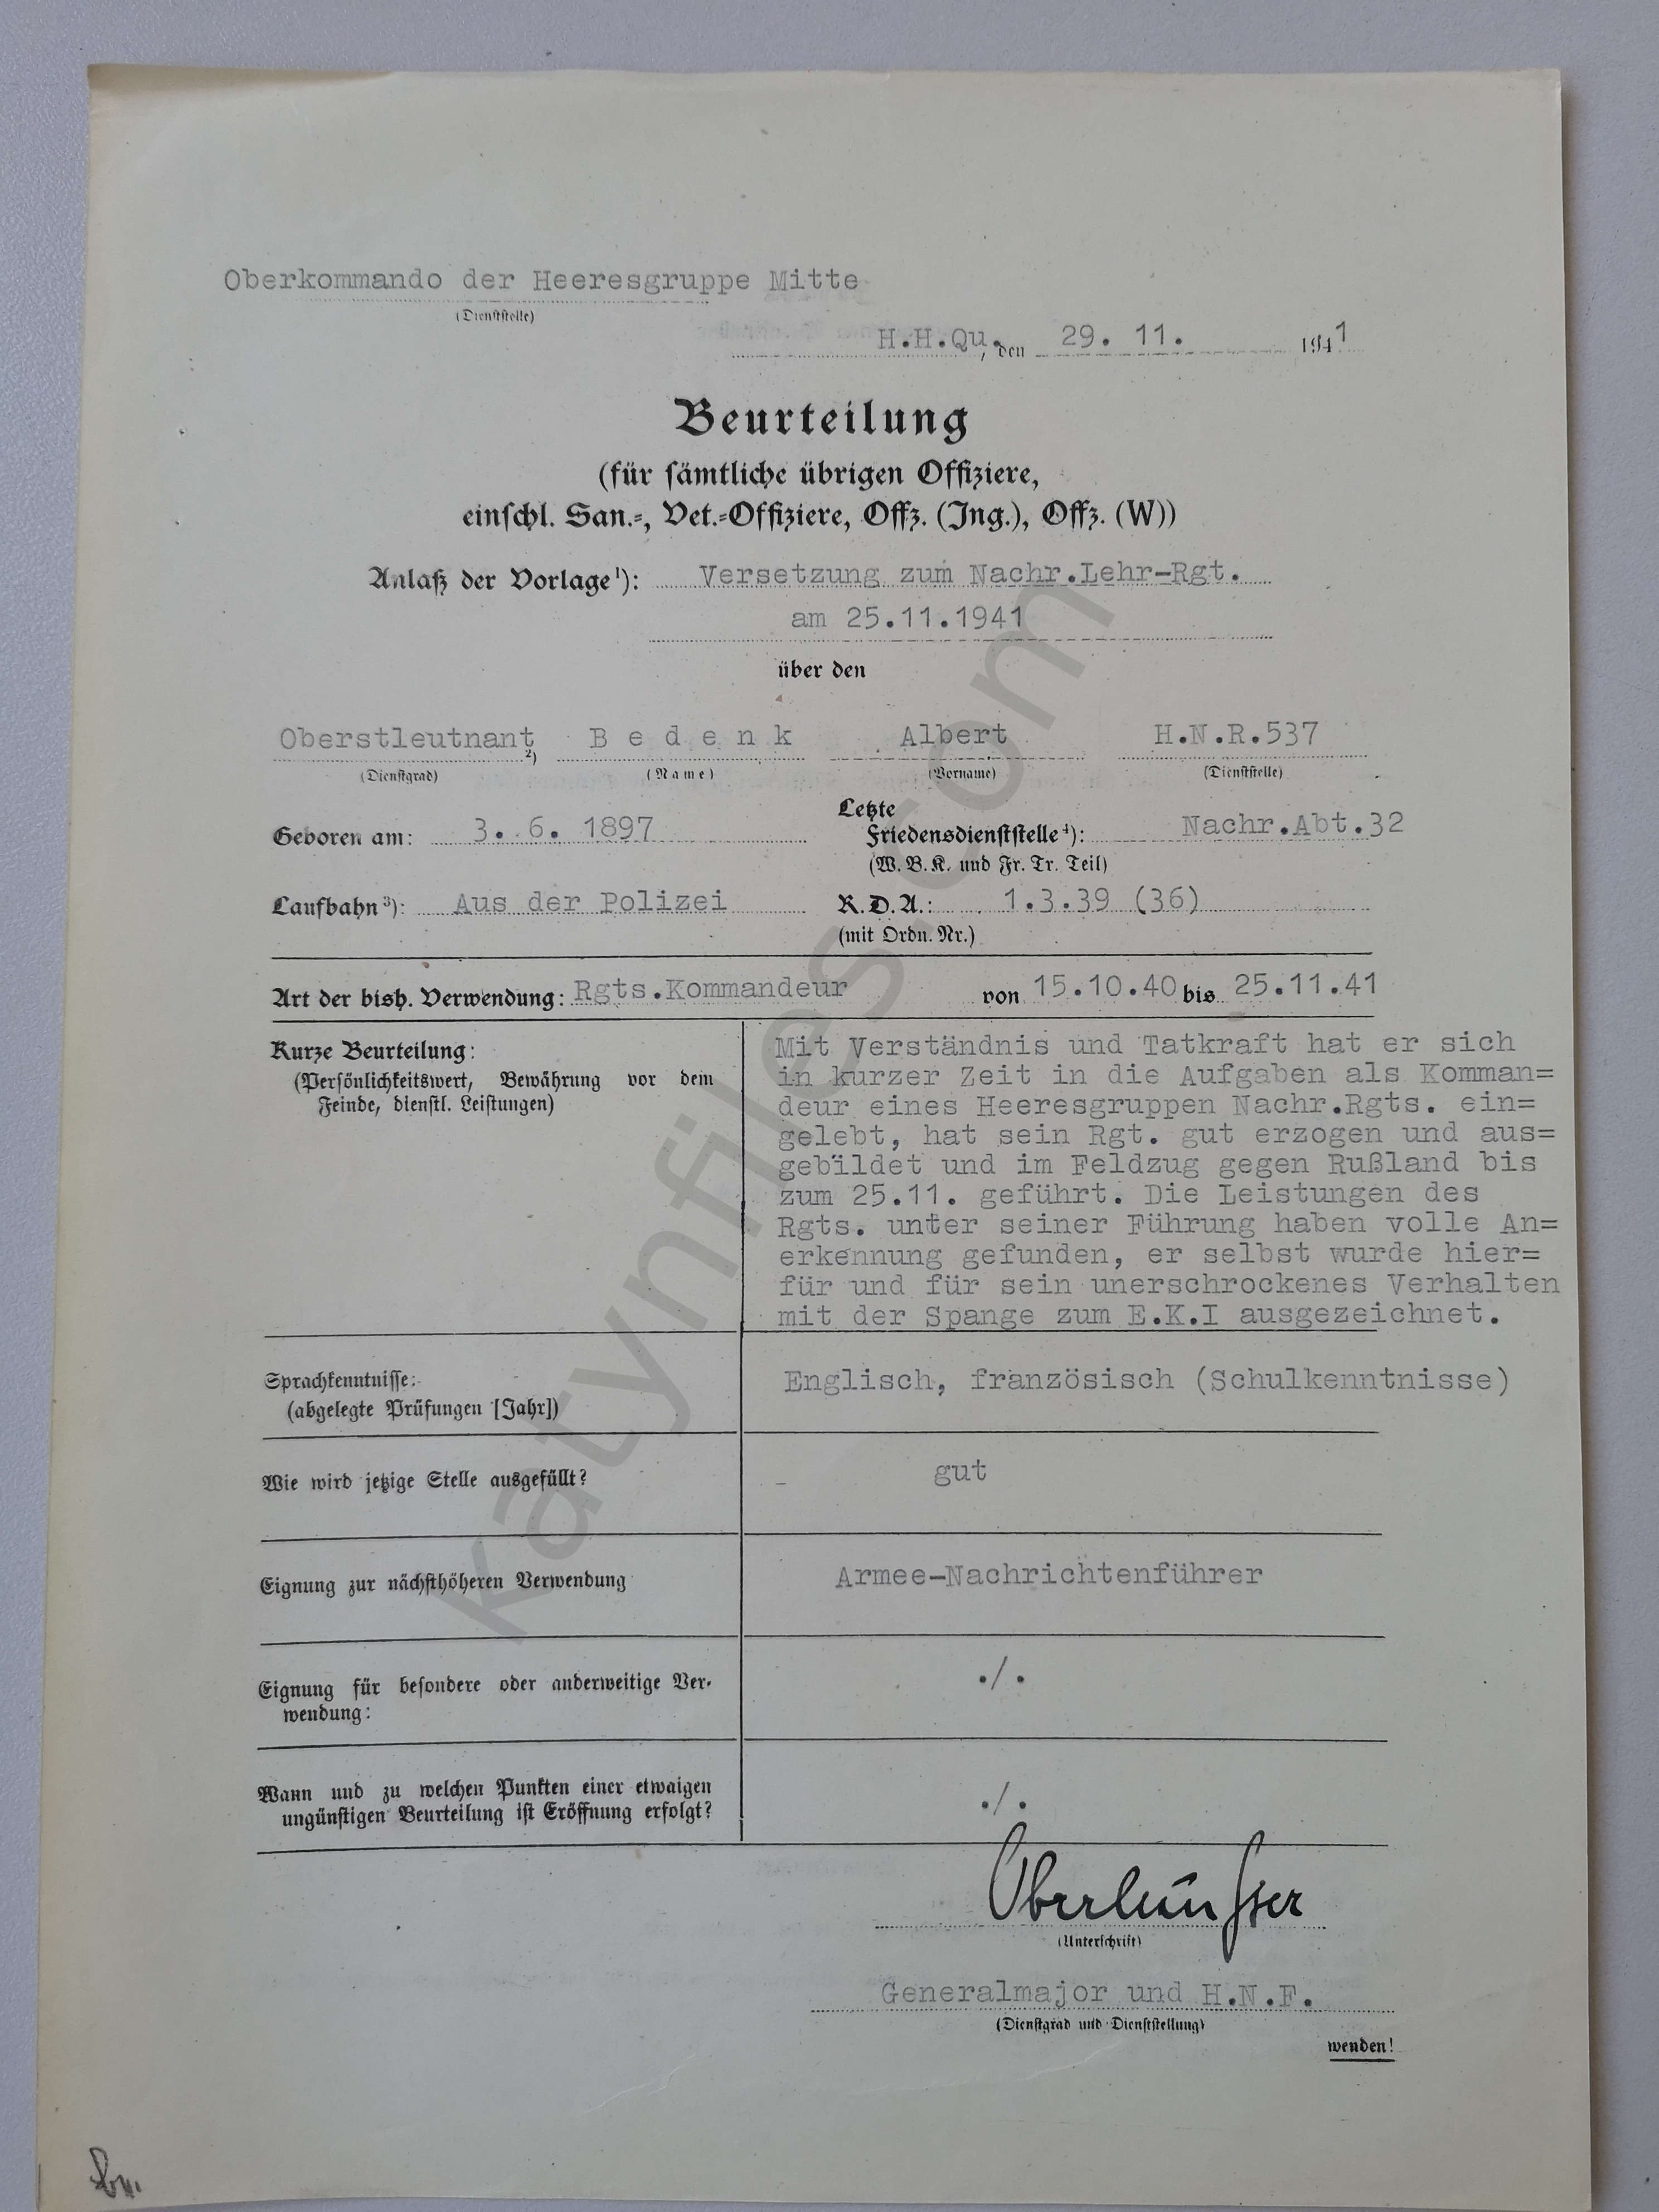 Oberkommando der Heeresgruppe Mitte
(Dienststelle)
H.H.Qu., den 29. 11. 1941
Beurteilung
(für sämtliche übrigen Offiziere,
einschl. San.-, Vet.-Offiziere, Offz. (Ing.), Offz. (W))
Anlaß der Vorlage¹): Versetzung zum Nachr.Lehr-Rgt.
am 25.11.1941
über den
Oberstleutnant ²) B e d e n k Albert H.N.R.537
(Dienstgrad) (Name) (Vorname) (Dienststelle)
Geboren am: 3. 6. 1897 Letzte Friedensdienststelle⁴): Nachr.Abt.32
(W. B. K. und Fr. Tr. Teil)
Laufbahn³): Aus der Polizei R. D. A.: 1.3.39 (36)
(mit Ordn. Nr.)
Art der bish. Verwendung: Rgts.Kommandeur von 15.10.40 bis 25.11.41
Kurze Beurteilung:
(Persönlichkeitswert, Bewährung vor dem
Feinde, dienstl. Leistungen)
Mit Verständnis und Tatkraft hat er sich
in kurzer Zeit in die Aufgaben als Komman=
deur eines Heeresgruppen Nachr.Rgts. ein=
gelebt, hat sein Rgt. gut erzogen und aus=
gebildet und im Feldzug gegen Rußland bis
zum 25.11. geführt. Die Leistungen des
Rgts. unter seiner Führung haben volle An=
erkennung gefunden, er selbst wurde hier=
für und für sein unerschrockenes Verhalten
mit der Spange zum E.K.I ausgezeichnet.
Sprachkenntnisse:
(abgelegte Prüfungen [Jahr])
Englisch, französisch (Schulkenntnisse)
Wie wird jetzige Stelle ausgefüllt?
gut
Eignung zur nächsthöheren Verwendung
Armee-Nachrichtenführer
Eignung für besondere oder anderweitige Ver-
wendung:
./.
Wann und zu welchen Punkten einer etwaigen
ungünstigen Beurteilung ist Eröffnung erfolgt?
./.
Oberhäusser
(Unterschrift)
Generalmajor und H.N.F.
(Dienstgrad und Dienststellung)
wenden!
katynfiles.com